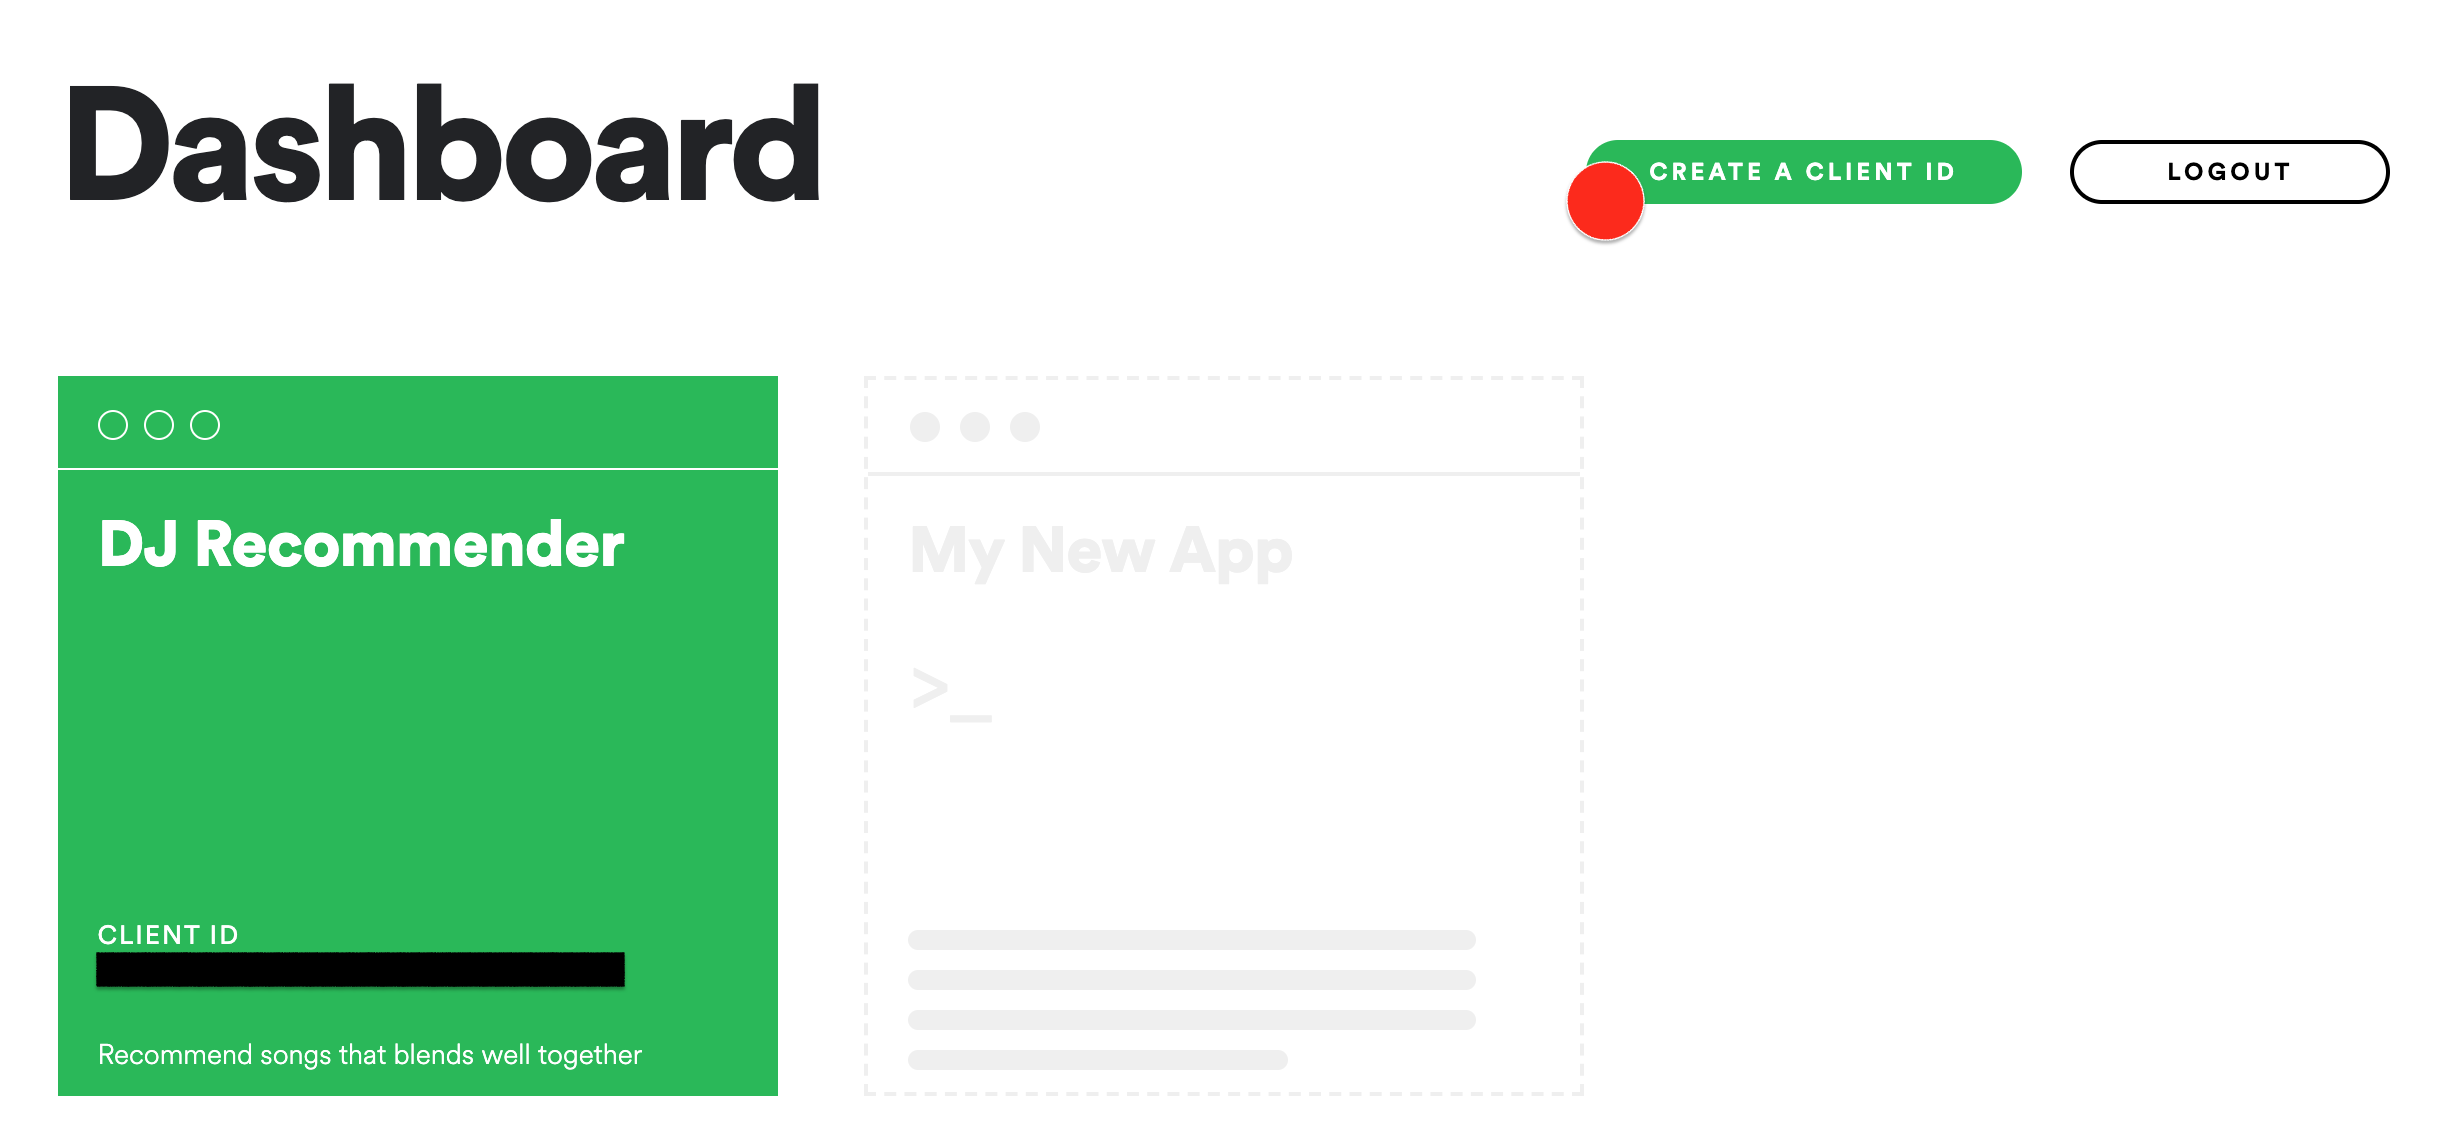 Dashboard
CREATE A CLIENT ID
LOGOUT
DJ Recommender
CLIENT ID
Recommend songs that blends well together
My New App
>_